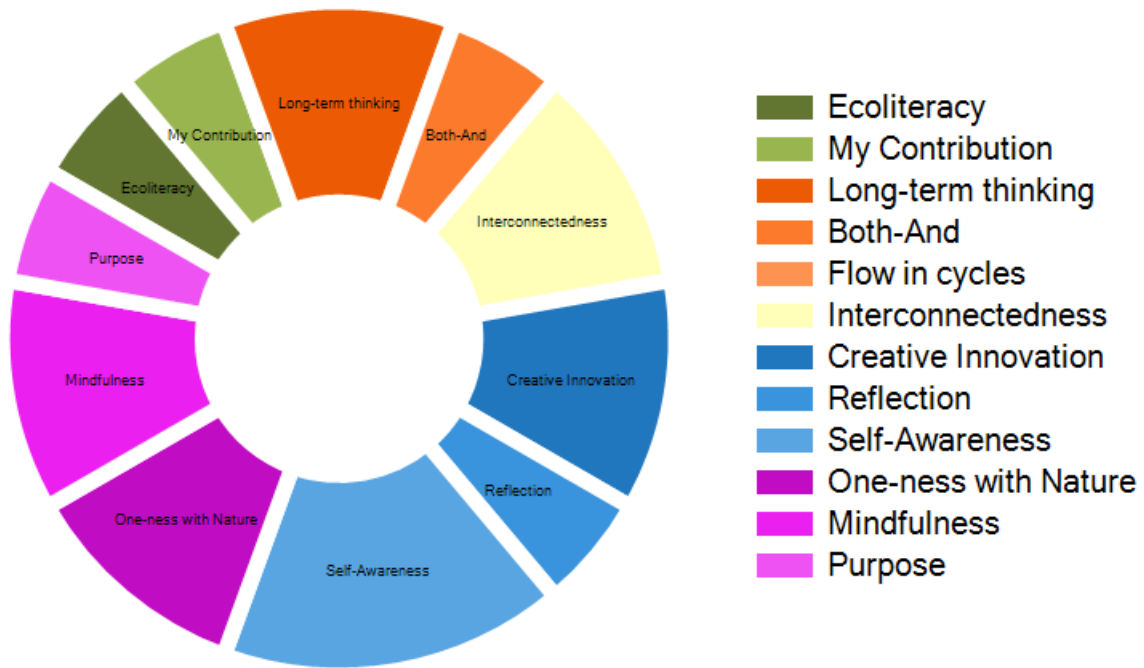 Long-term thinking
My Contribution
Both-And
Ecoliteracy
Interconnectedness
Purpose
Mindfulness
Creative Innovation
Reflection
One-ness with Nature
Self-Awareness
Ecoliteracy
My Contribution
Long-term thinking
Both-And
Flow in cycles
Interconnectedness
Creative Innovation
Reflection
Self-Awareness
One-ness with Nature
Mindfulness
Purpose